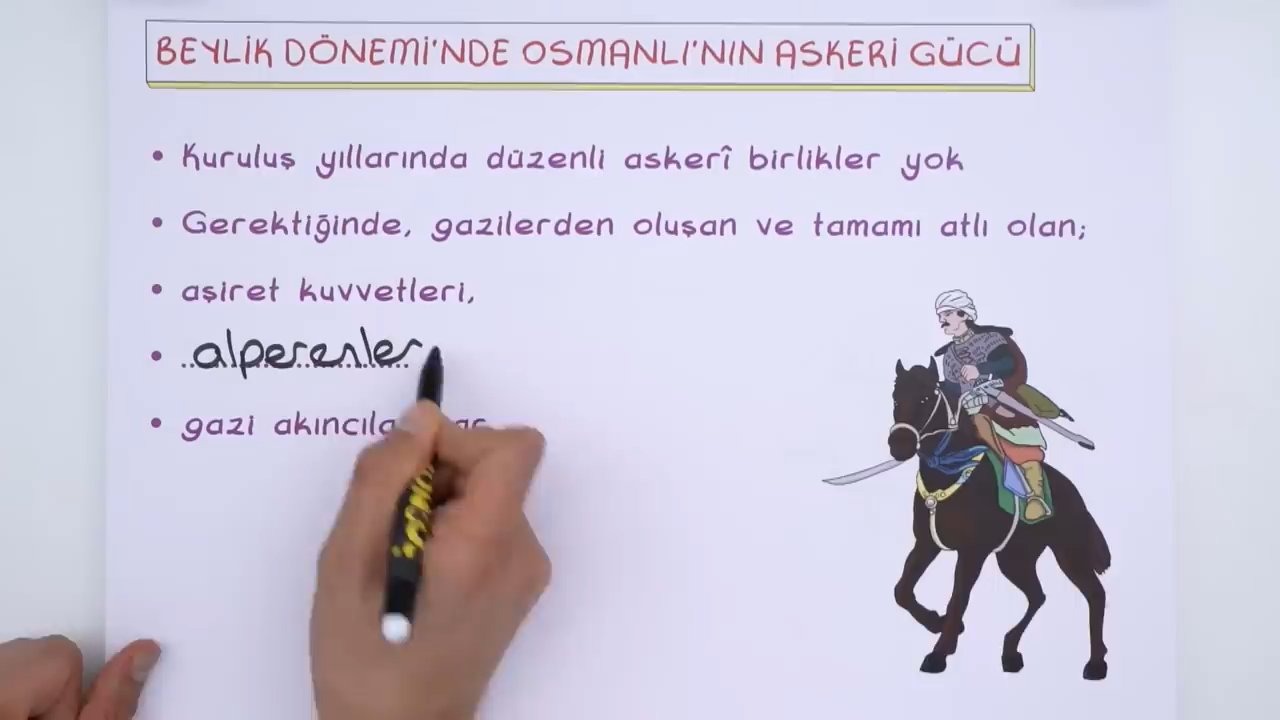 BEYLİK DÖNEMİ'NDE OSMANLI'NIN ASKERİ GÜCÜ
• Kuruluş yıllarında düzenli askerî birlikler yok
• Gerektiğinde, gazilerden oluşan ve tamamı atlı olan;
• aşiret kuvvetleri,
• alperenler
• gazi